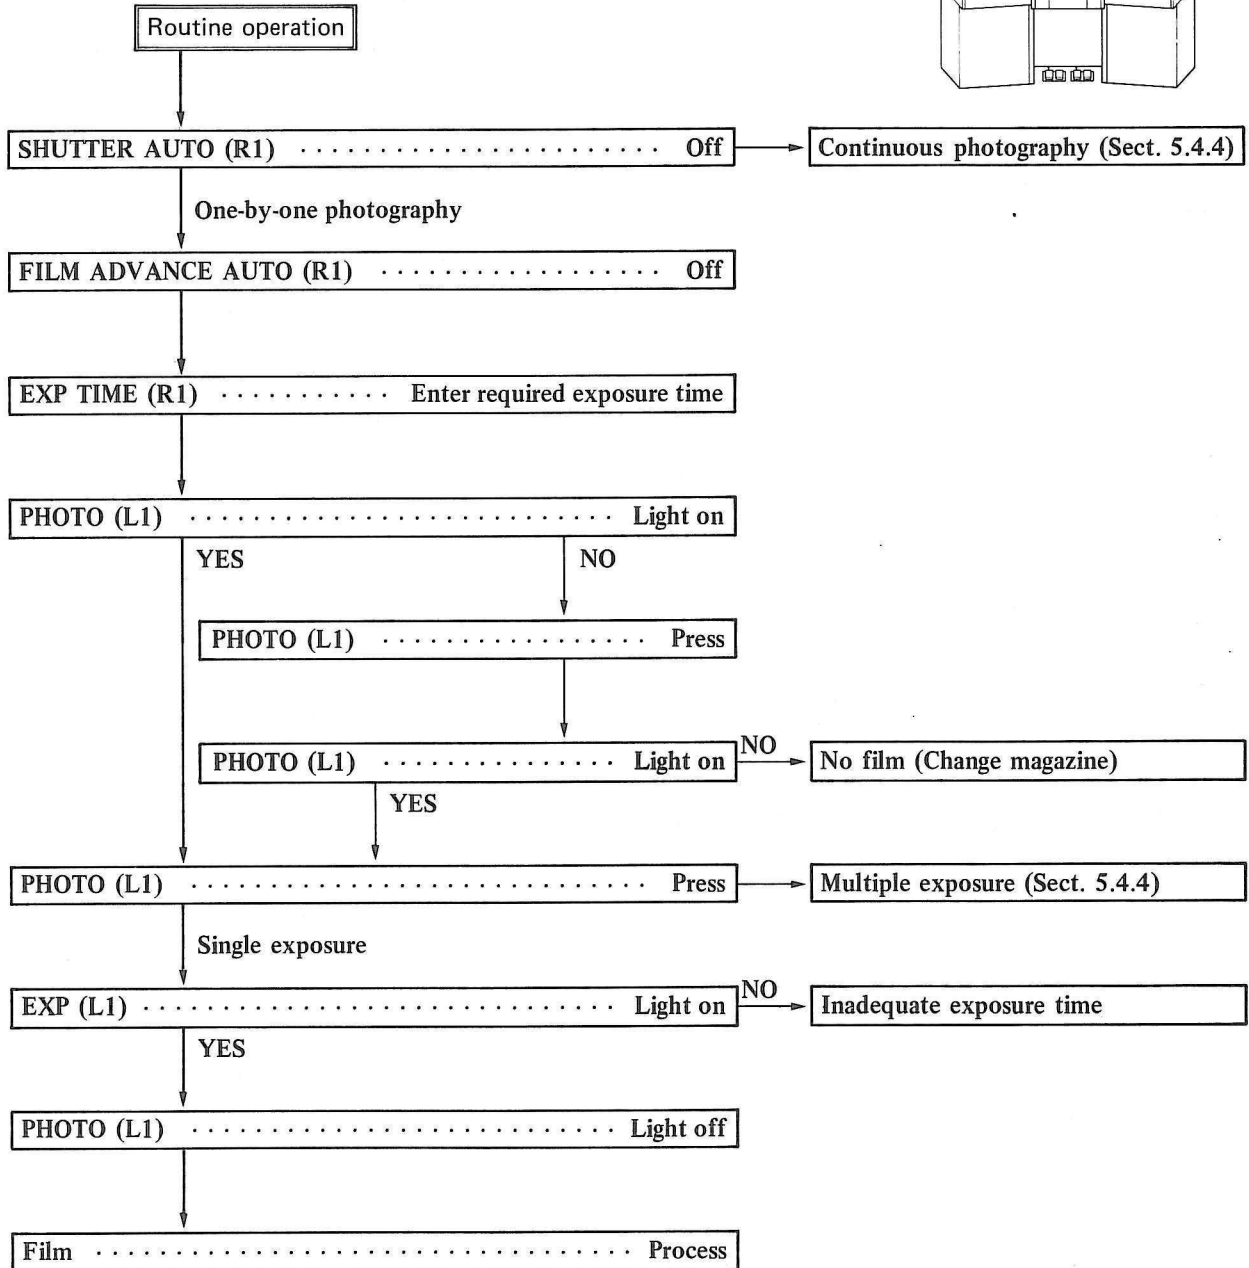 Routine operation
SHUTTER AUTO (R1) ························ Off
Continuous photography (Sect. 5.4.4)
One-by-one photography
FILM ADVANCE AUTO (R1) ··················· Off
EXP TIME (R1) ··········· Enter required exposure time
PHOTO (L1) ···························· Light on
YES
NO
PHOTO (L1) ·················· Press
PHOTO (L1) ················ Light on
NO
No film (Change magazine)
YES
PHOTO (L1) ······························· Press
Multiple exposure (Sect. 5.4.4)
Single exposure
EXP (L1) ······························· Light on
NO
Inadequate exposure time
YES
PHOTO (L1) ···························· Light off
Film ····································· Process